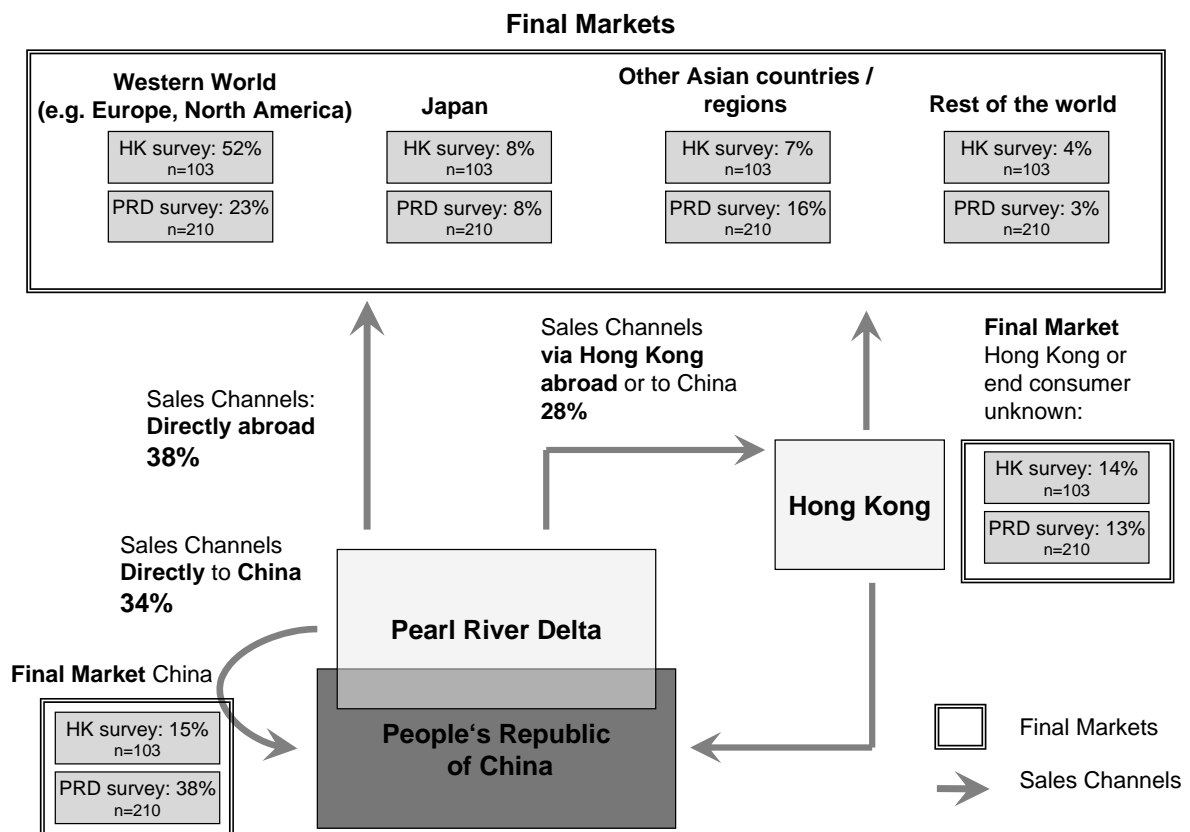 Final Markets
Western World
(e.g. Europe, North America)
HK survey: 52%
n=103
PRD survey: 23%
n=210
Japan
HK survey: 8%
n=103
PRD survey: 8%
n=210
Other Asian countries /
regions
HK survey: 7%
n=103
PRD survey: 16%
n=210
Rest of the world
HK survey: 4%
n=103
PRD survey: 3%
n=210
Sales Channels:
Directly abroad
38%
Sales Channels
via Hong Kong
abroad or to China
28%
Final Market
Hong Kong or
end consumer
unknown:
HK survey: 14%
n=103
PRD survey: 13%
n=210
Hong Kong
Sales Channels
Directly to China
34%
Pearl River Delta
Final Market China
HK survey: 15%
n=103
PRD survey: 38%
n=210
People‘s Republic
of China
Final Markets
Sales Channels